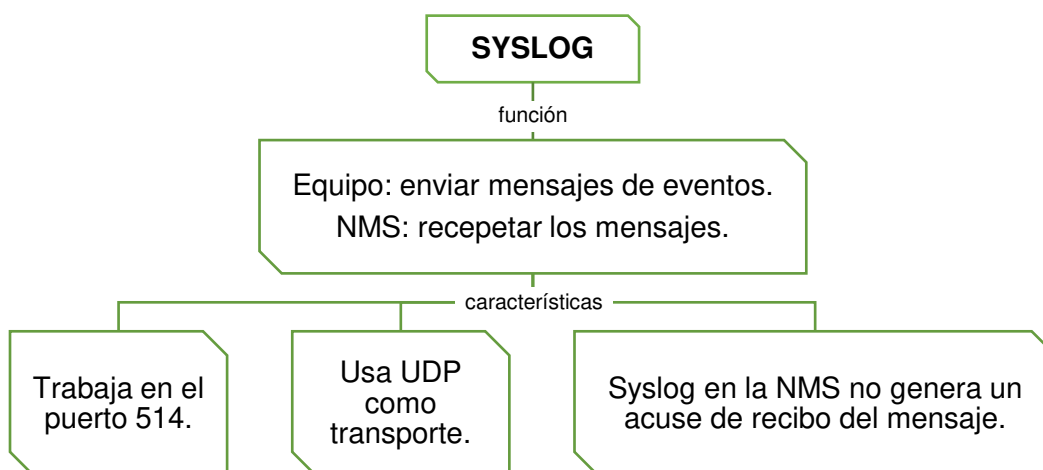 SYSLOG
función
Equipo: enviar mensajes de eventos.
NMS: recepetar los mensajes.
características
Trabaja en el
puerto 514.
Usa UDP
como
transporte.
Syslog en la NMS no genera un
acuse de recibo del mensaje.